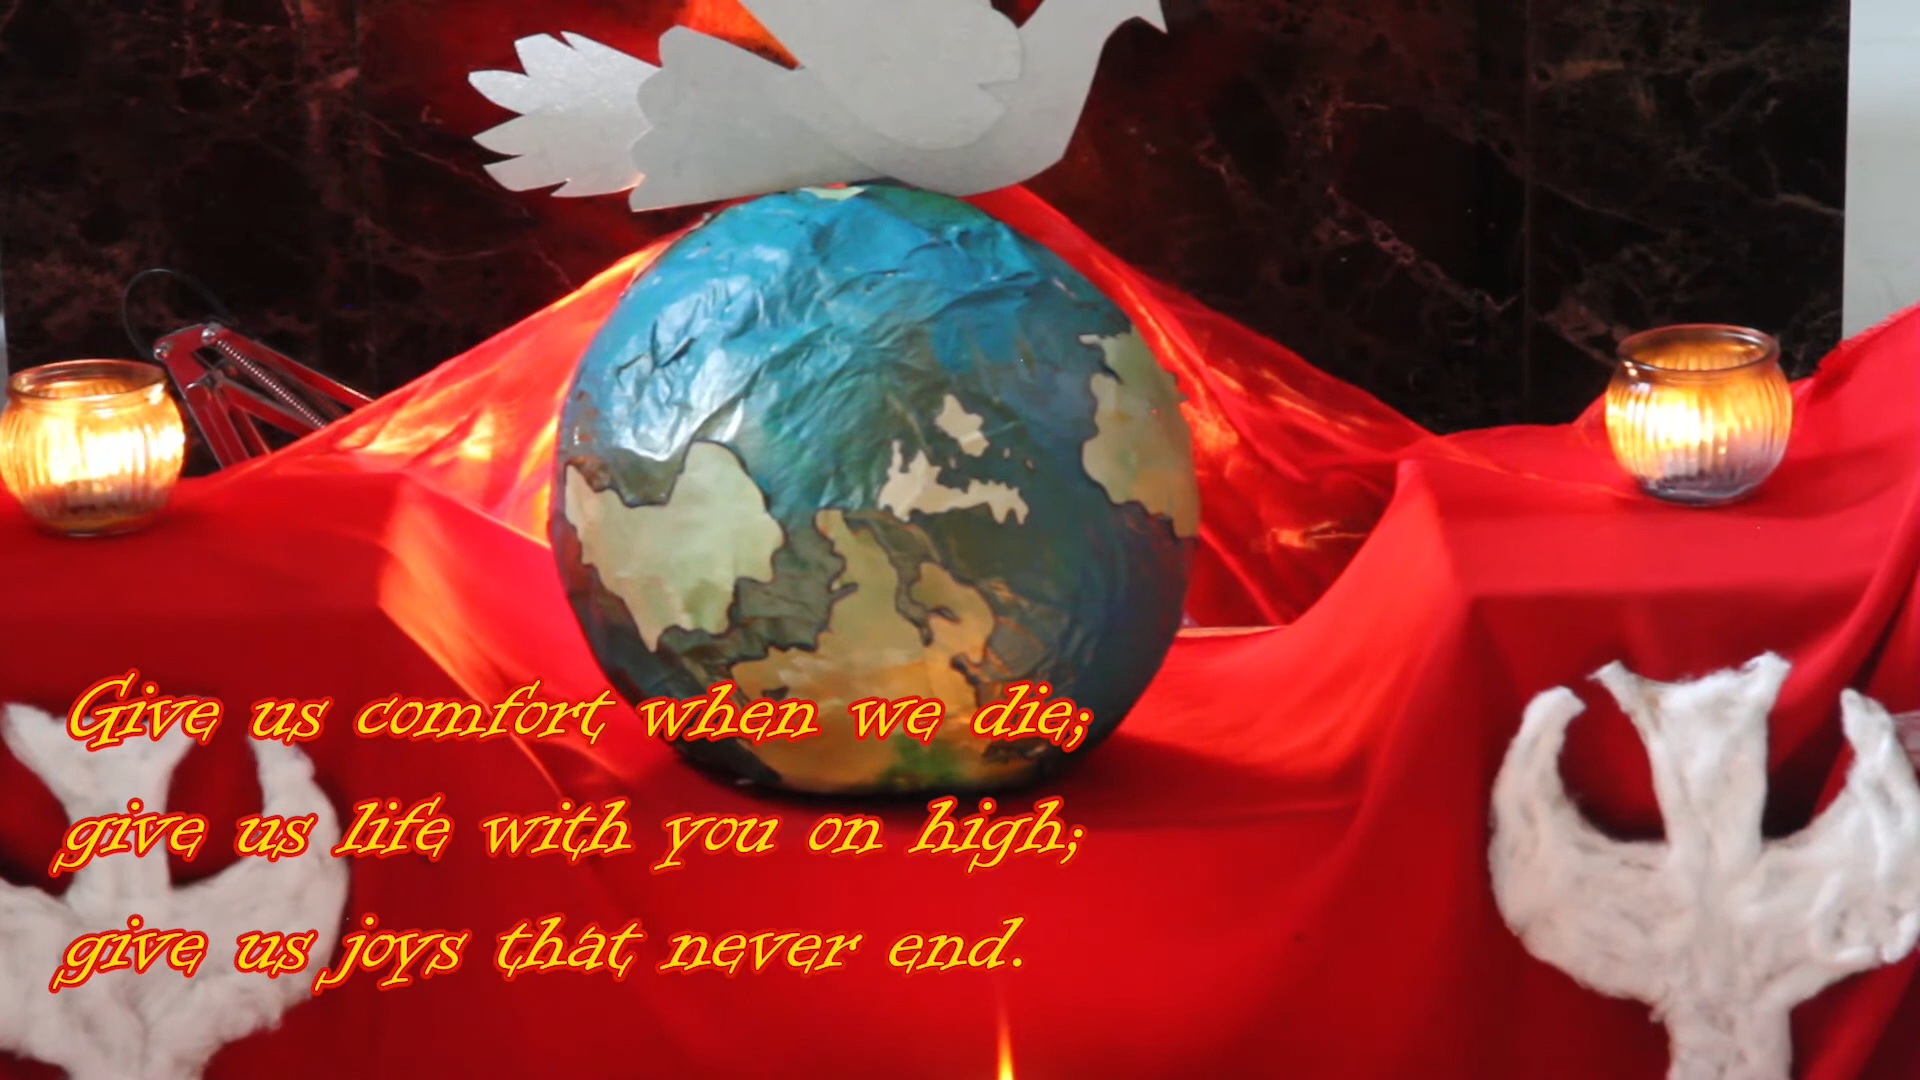 Give us comfort when we die;
give us life with you on high;
give us joys that never end.